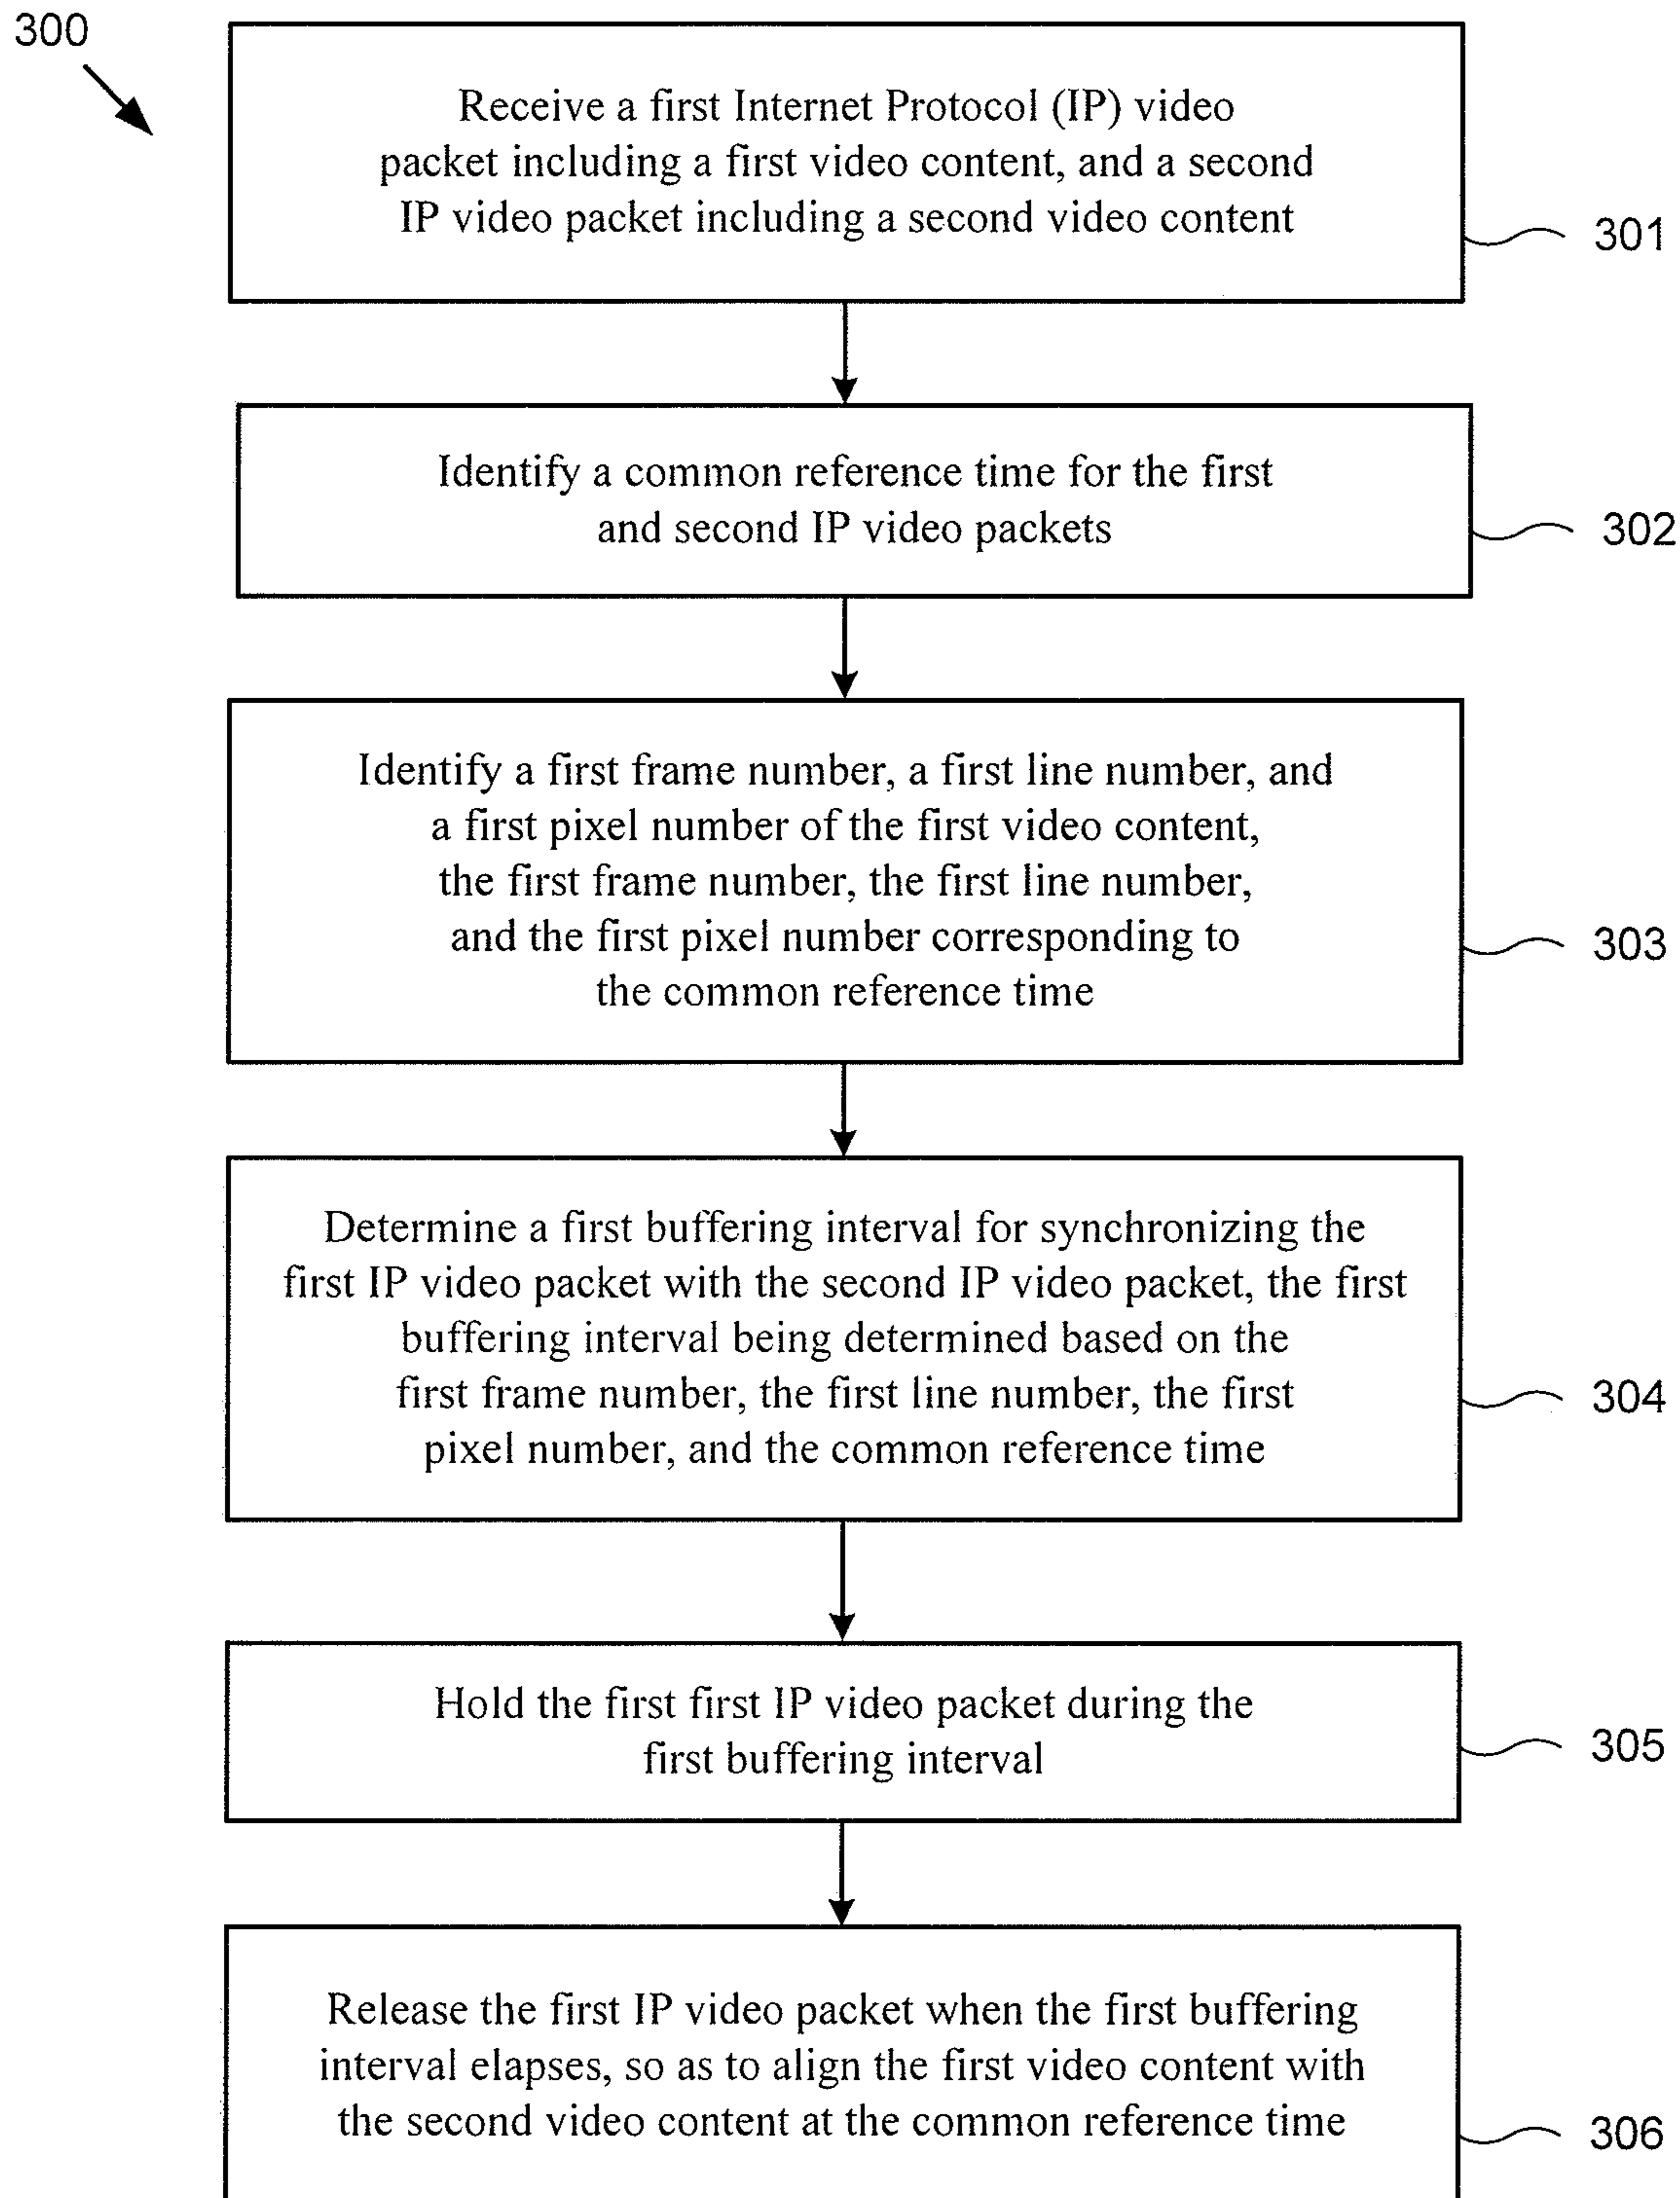 300
Receive a first Internet Protocol (IP) video
packet including a first video content, and a second
IP video packet including a second video content
301
Identify a common reference time for the first
and second IP video packets
302
Identify a first frame number, a first line number, and
a first pixel number of the first video content,
the first frame number, the first line number,
and the first pixel number corresponding to
the common reference time
303
Determine a first buffering interval for synchronizing the
first IP video packet with the second IP video packet, the first
buffering interval being determined based on the
first frame number, the first line number, the first
pixel number, and the common reference time
304
Hold the first first IP video packet during the
first buffering interval
305
Release the first IP video packet when the first buffering
interval elapses, so as to align the first video content with
the second video content at the common reference time
306